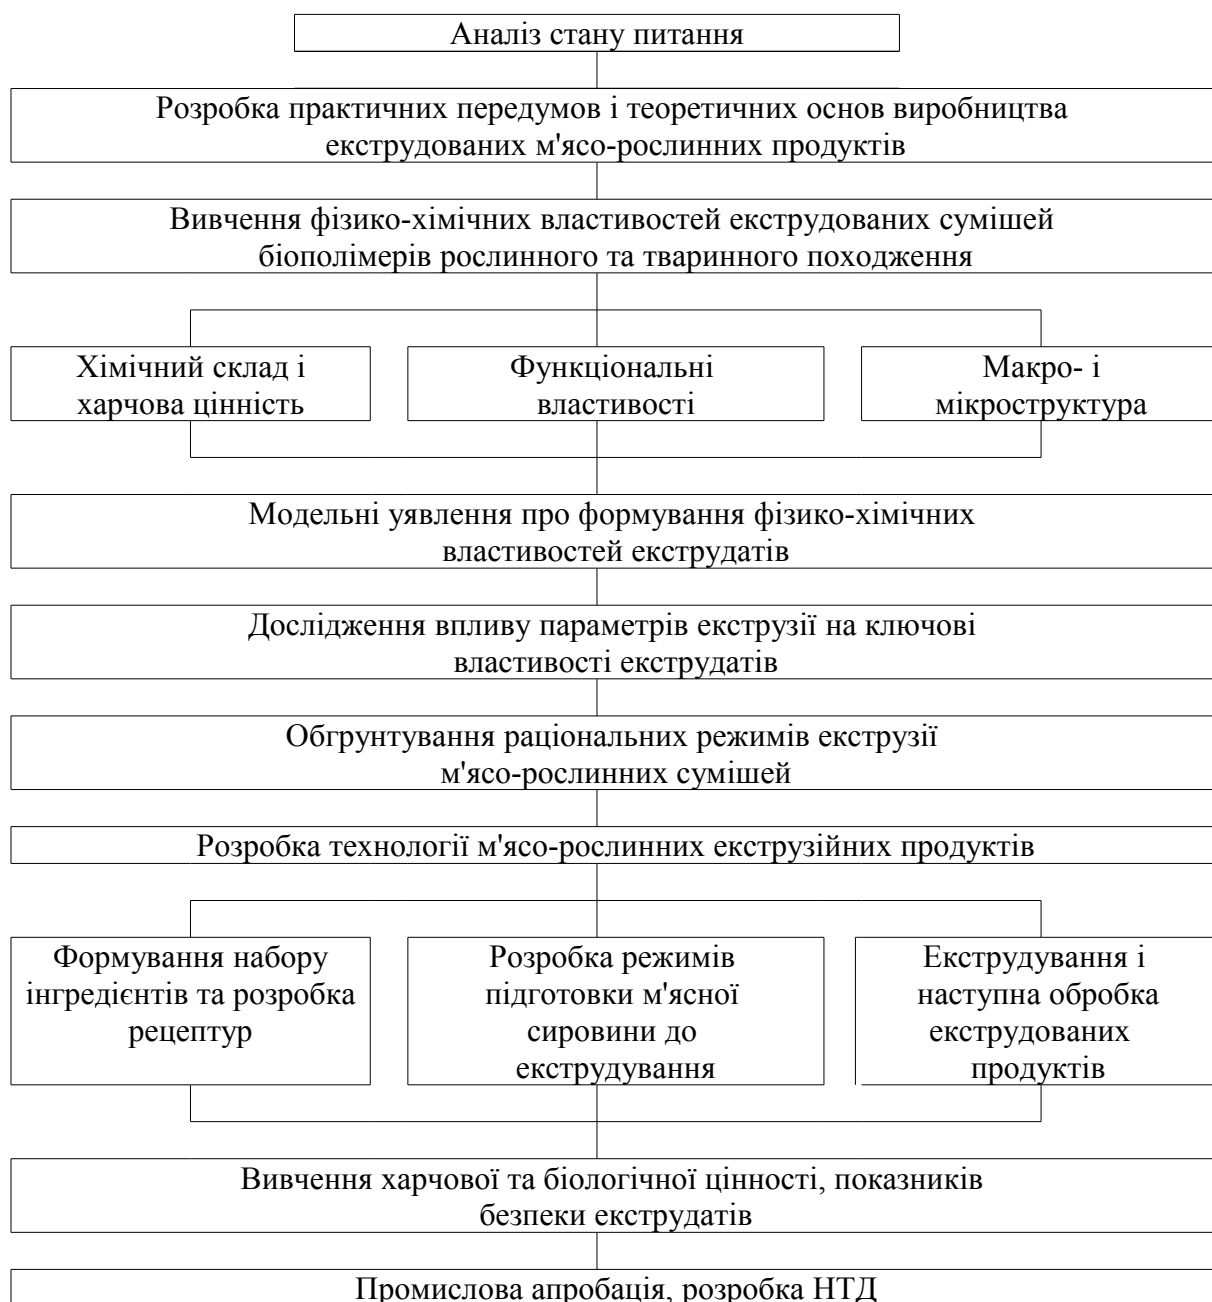 Аналіз стану питання
Розробка практичних передумов і теоретичних основ виробництва
екструдованих м'ясо-рослинних продуктів
Вивчення фізико-хімічних властивостей екструдованих сумішей
біополімерів рослинного та тваринного походження
Хімічний склад і
харчова цінність
Функціональні
властивості
Макро- і
мікроструктура
Модельні уявлення про формування фізико-хімічних
властивостей екструдатів
Дослідження впливу параметрів екструзії на ключові
властивості екструдатів
Обгрунтування раціональних режимів екструзії
м'ясо-рослинних сумішей
Розробка технології м'ясо-рослинних екструзійних продуктів
Формування набору
інгредієнтів та розробка
рецептур
Розробка режимів
підготовки м'ясної
сировини до
екструдування
Екструдування і
наступна обробка
екструдованих
продуктів
Вивчення харчової та біологічної цінності, показників
безпеки екструдатів
Промислова апробація, розробка НТД